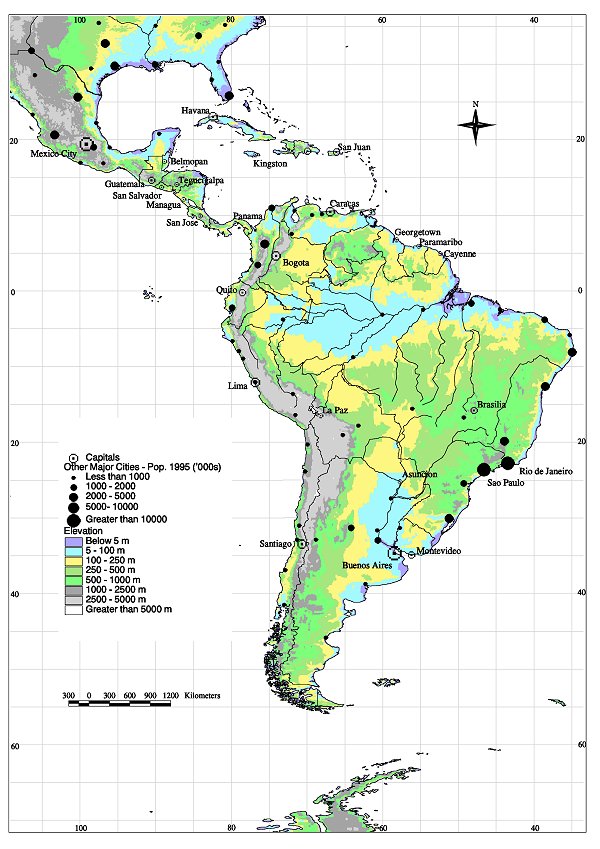 100
80
60
40
N
Havana
20
20
Mexico City
San Juan
Belmopan
Kingston
Guatemala
Tegucigalpa
San Salvador
Managua
Caracas
Panama
San Jose
Georgetown
Paramaribo
Cayenne
Bogota
Quito
0
0
Lima
La Paz
Brasilia
20
20
Capitals
Other Major Cities - Pop. 1995 ('000s)
Less than 1000
1000 - 2000
2000 - 5000
5000- 10000
Greater than 10000
Elevation
Below 5 m
5 - 100 m
100 - 250 m
250 - 500 m
500 - 1000 m
1000 - 2500 m
2500 - 5000 m
Greater than 5000 m
Rio de Janeiro
Asuncion
Sao Paulo
Santiago
Montevideo
Buenos Aires
40
40
300 0 300 600 900 1200 Kilometers
60
60
100
80
60
40